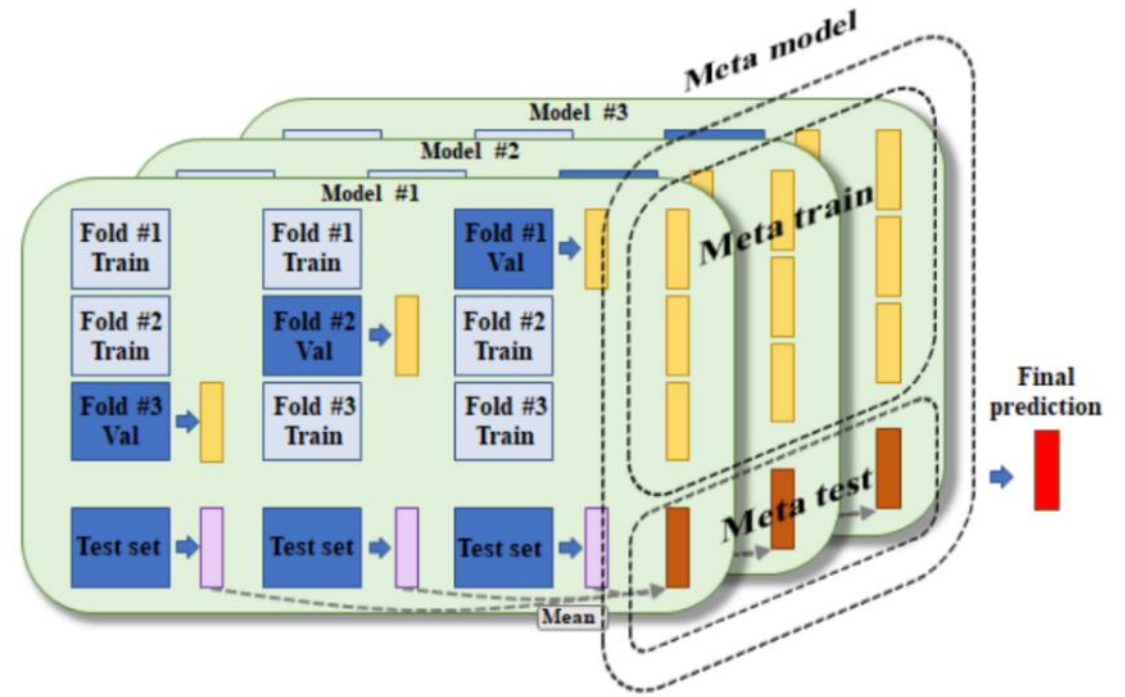 Meta model
Model #3
Model #2
Model #1
Fold #1
Train
Fold #1
Train
Fold #1
Val
Meta train
Fold #2
Train
Fold #2
Val
Fold #2
Train
Fold #3
Val
Fold #3
Train
Fold #3
Train
Final
prediction
Meta test
Test set
Test set
Test set
Mean